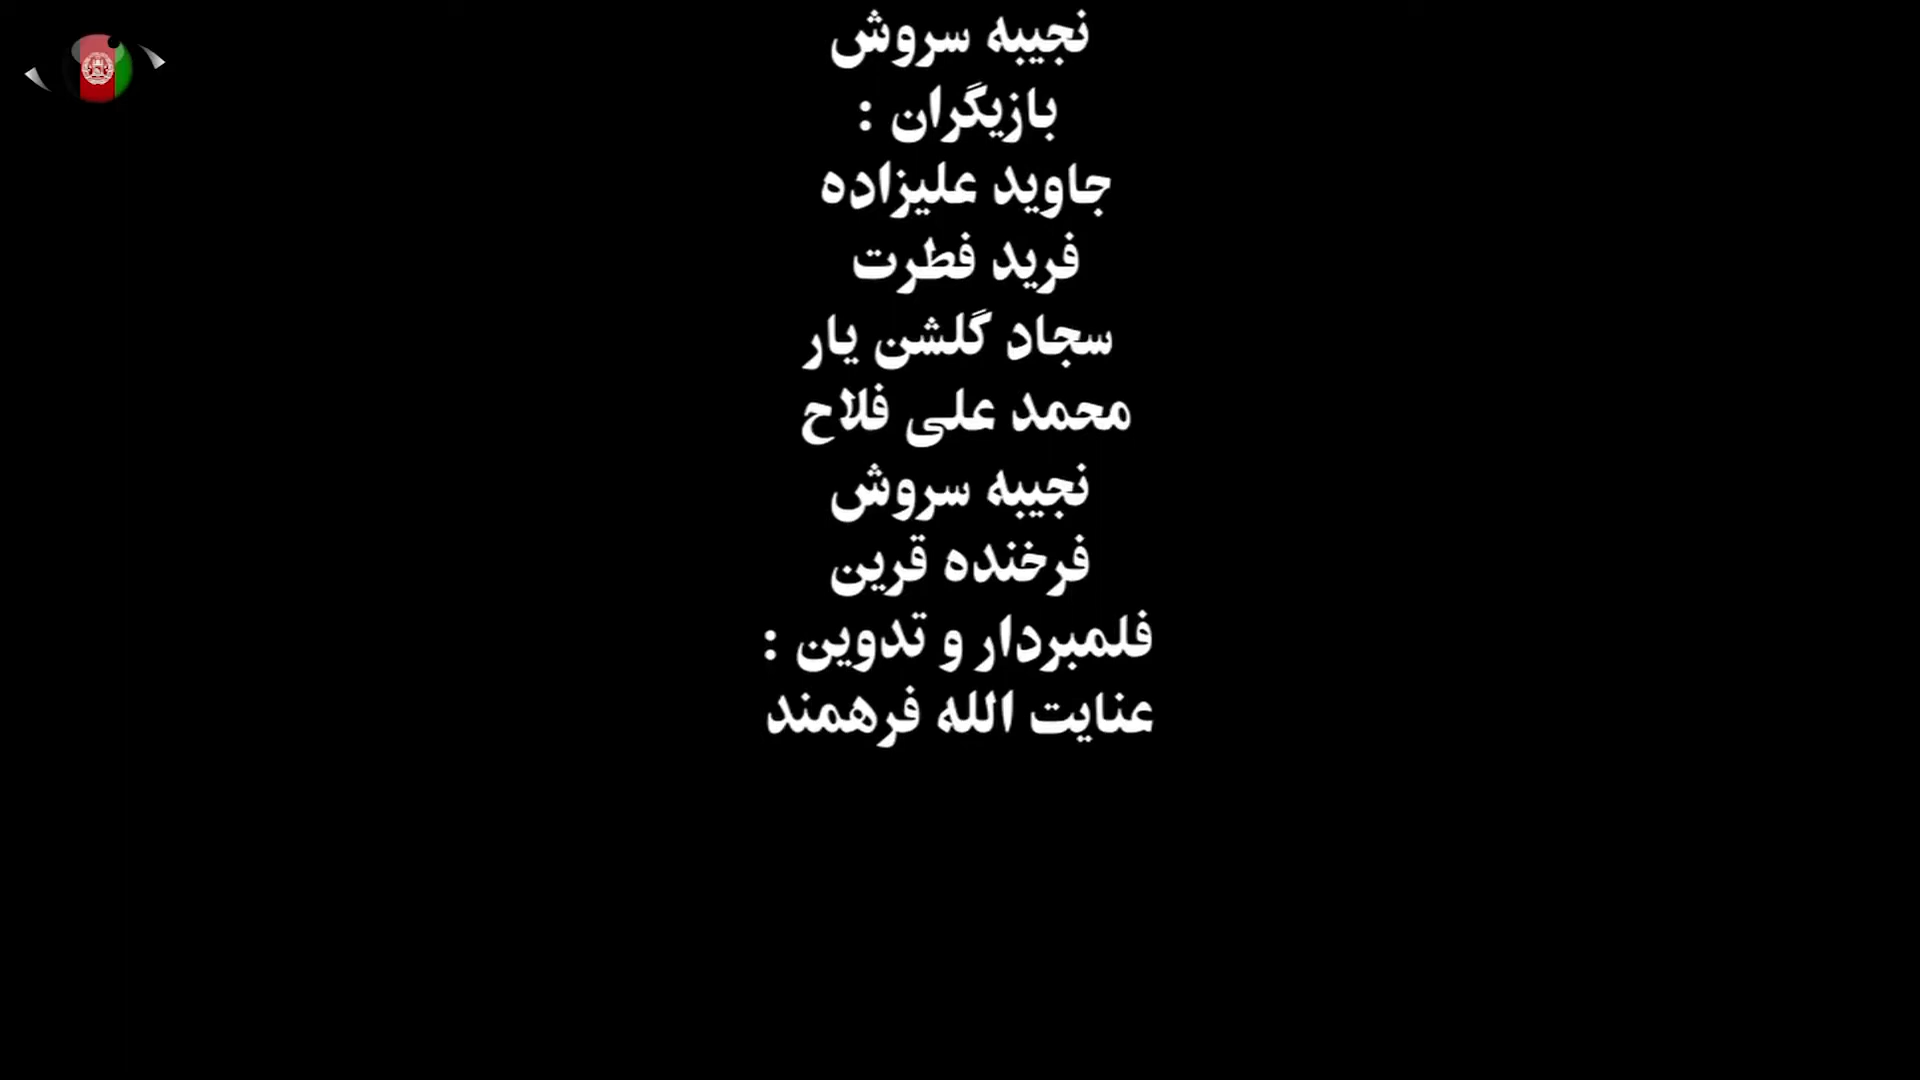 نجیبه سروش
بازیگران :
جاوید علیزاده
فرید فطرت
سجاد گلشن یار
محمد علی فلاح
نجیبه سروش
فرخنده قرین
فلمبردار و تدوین :
عنایت الله فرهمند